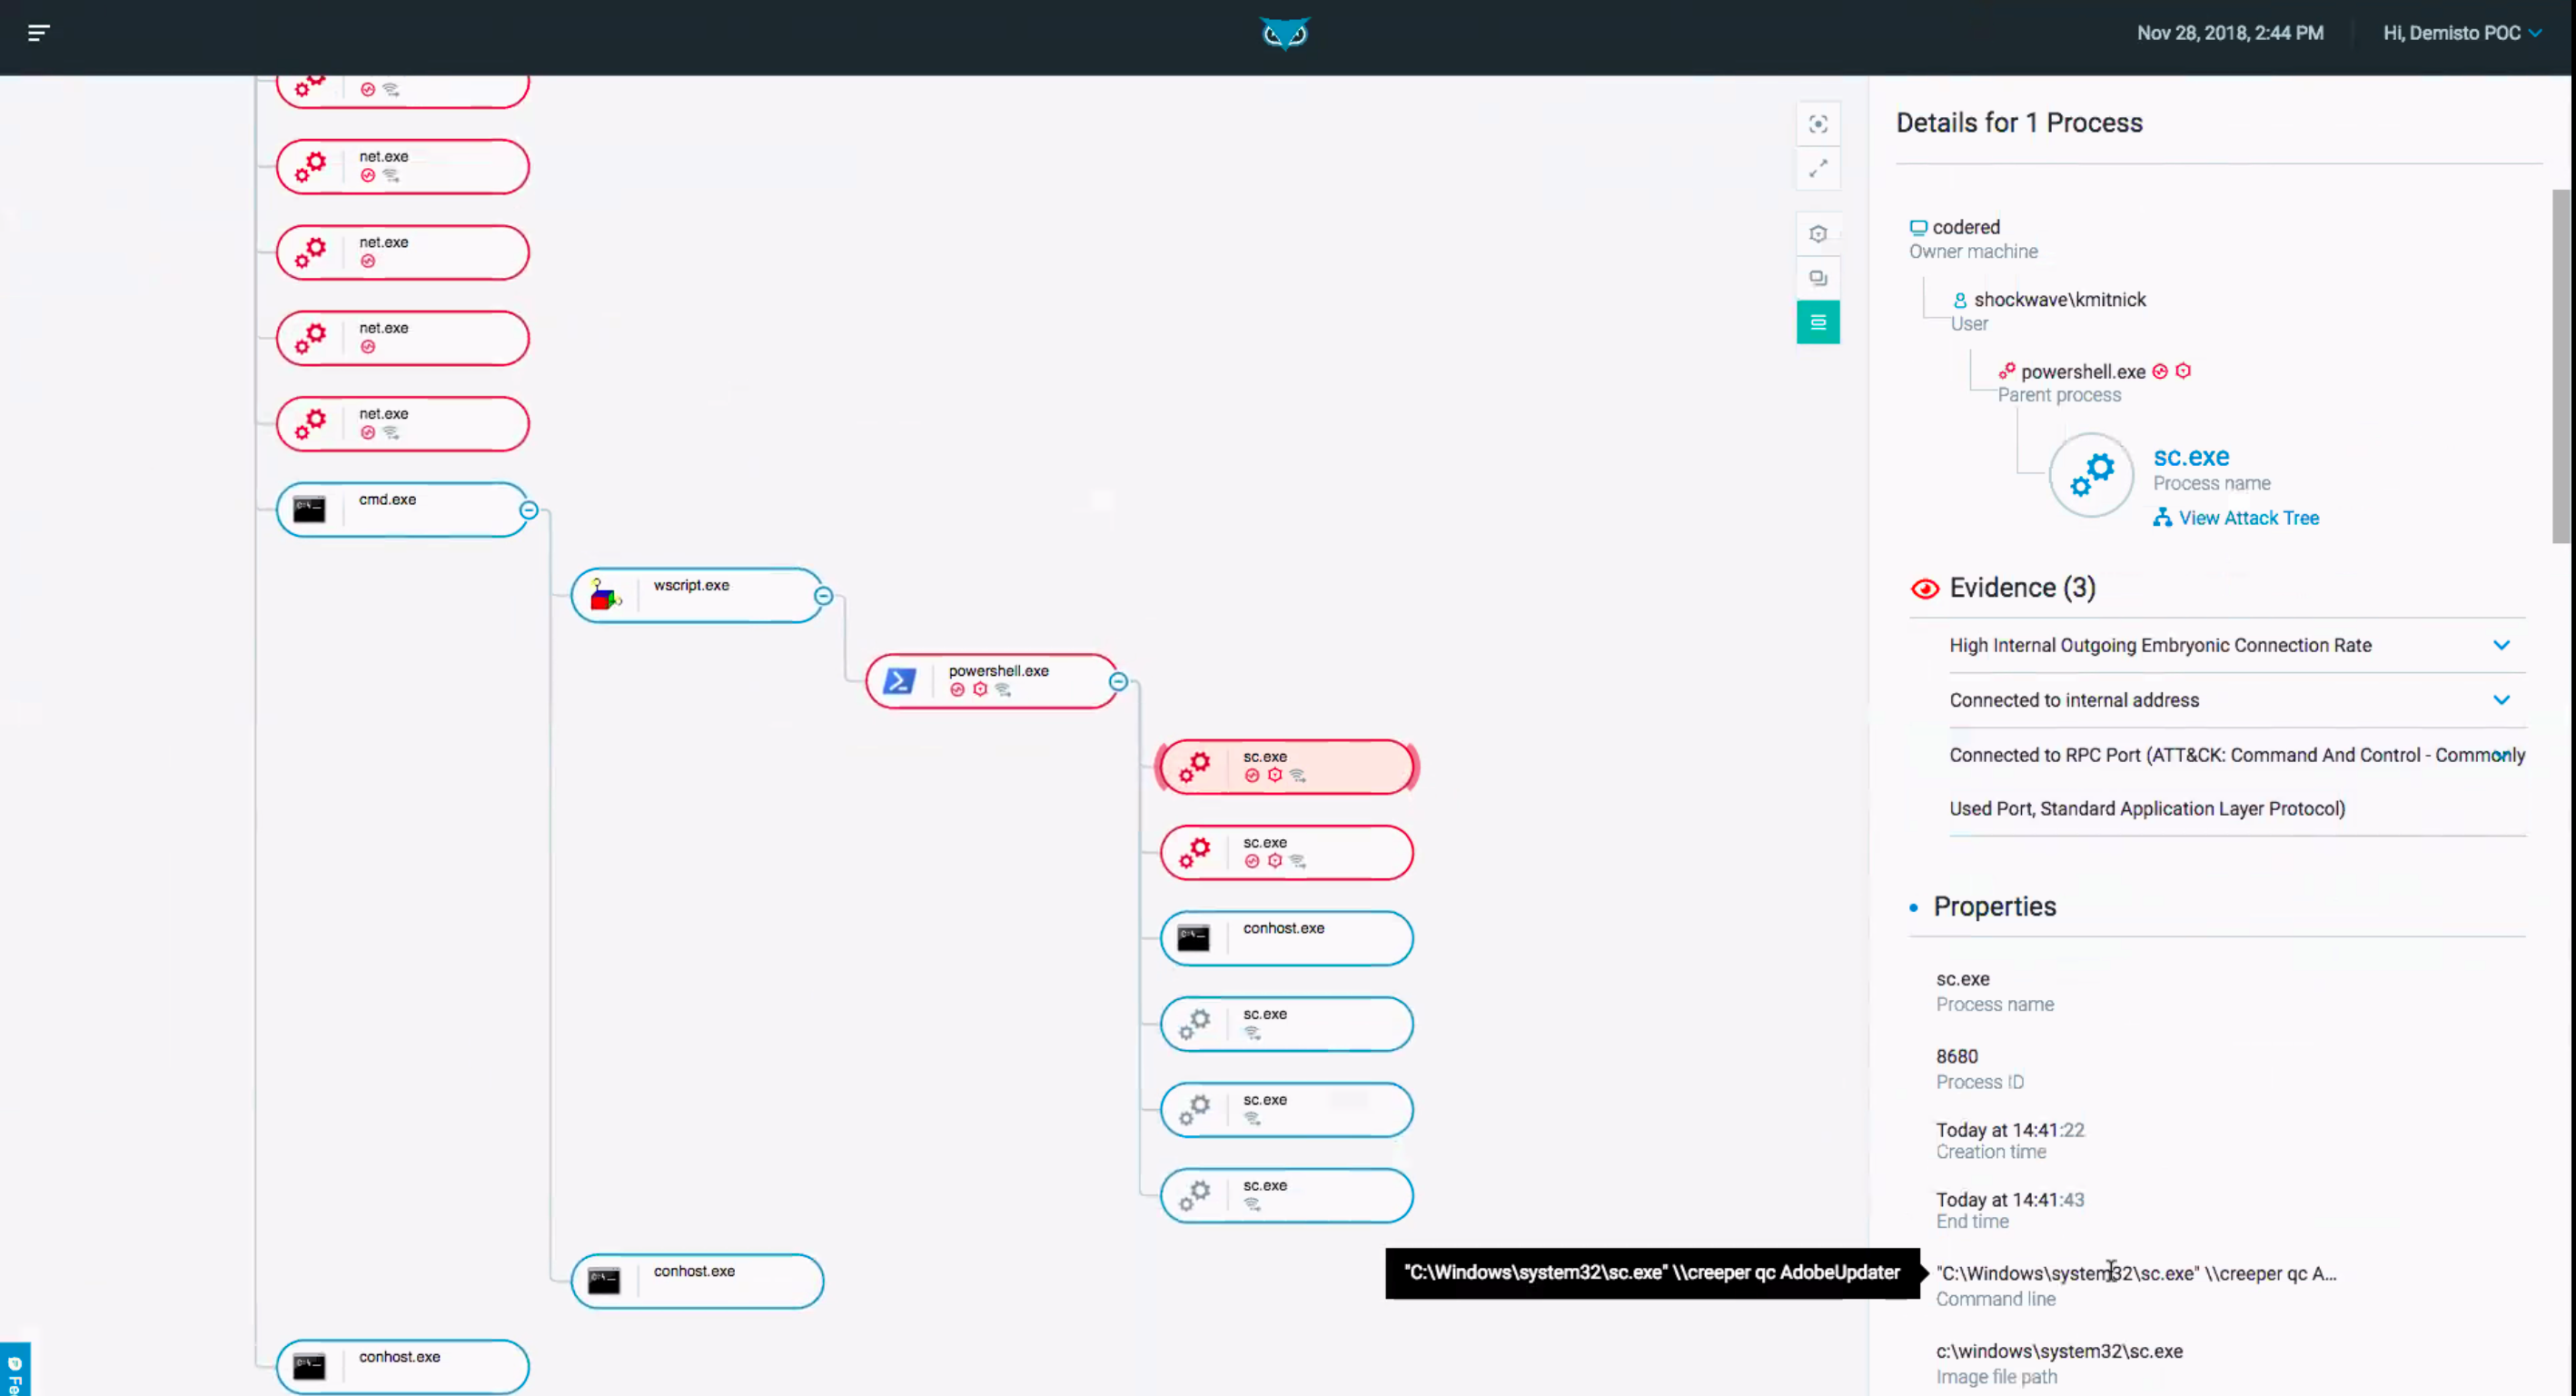 Nov 28, 2018, 2:44 PM
Hi, Demisto POC
net.exe
net.exe
net.exe
net.exe
cmd.exe
wscript.exe
powershell.exe
sc.exe
sc.exe
conhost.exe
sc.exe
sc.exe
sc.exe
conhost.exe
conhost.exe
"C:\Windows\system32\sc.exe" \\creeper qc AdobeUpdater
Details for 1 Process
codered
Owner machine
shockwave\kmitnick
User
powershell.exe
Parent process
sc.exe
Process name
View Attack Tree
Evidence (3)
High Internal Outgoing Embryonic Connection Rate
Connected to internal address
Connected to RPC Port (ATT&CK: Command And Control - Commonly
Used Port, Standard Application Layer Protocol)
Properties
sc.exe
Process name
8680
Process ID
Today at 14:41:22
Creation time
Today at 14:41:43
End time
"C:\Windows\system32\sc.exe" \\creeper qc A...
Command line
c:\windows\system32\sc.exe
Image file path